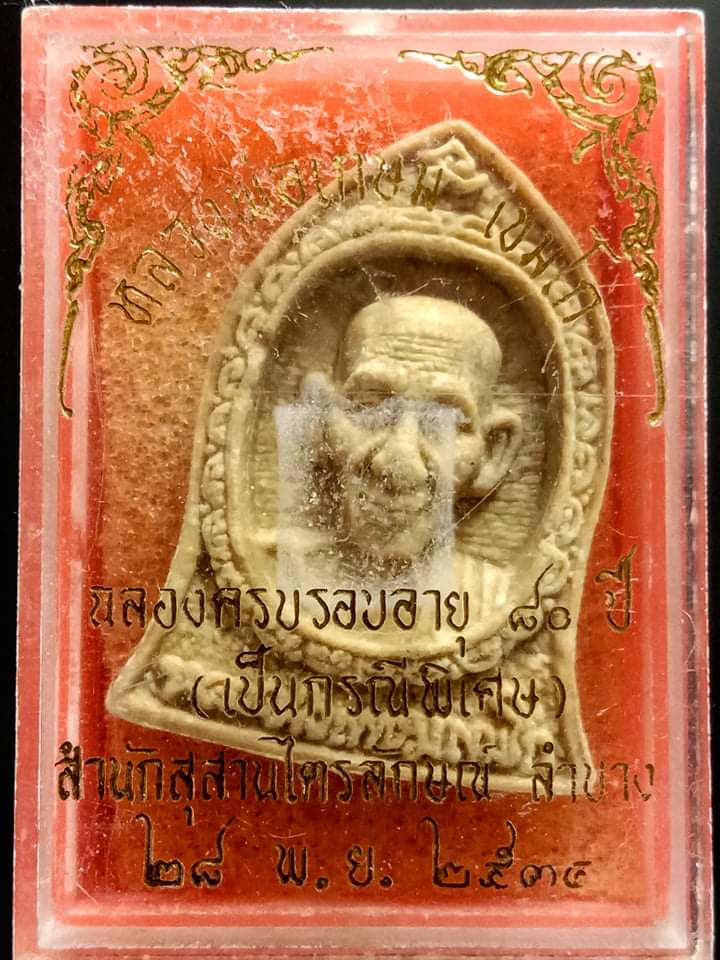 หลวงพ่อเกษม เขมโก
ฉลองครบรอบอายุ ๘๐ ปี
(เป็นกรณีพิเศษ)
สำนักสุสานไตรลักษณ์ ลำปาง
๒๘ พ.ย. ๒๕๓๔